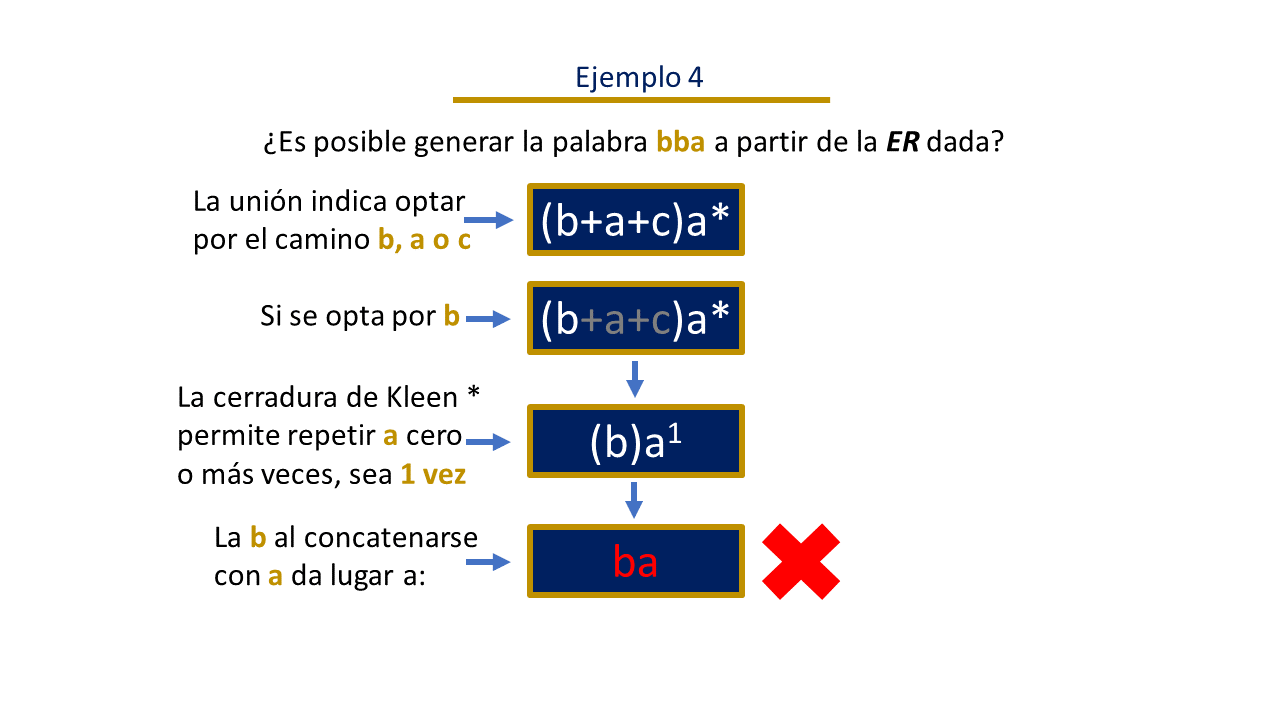 Ejemplo 4
¿Es posible generar la palabra bba a partir de la ER dada?
La unión indica optar
por el camino b, a o c
(b+a+c)a*
Si se opta por b
(b+a+c)a*
La cerradura de Kleen *
permite repetir a cero
o más veces, sea 1 vez
(b)a¹
La b al concatenarse
con a da lugar a:
ba